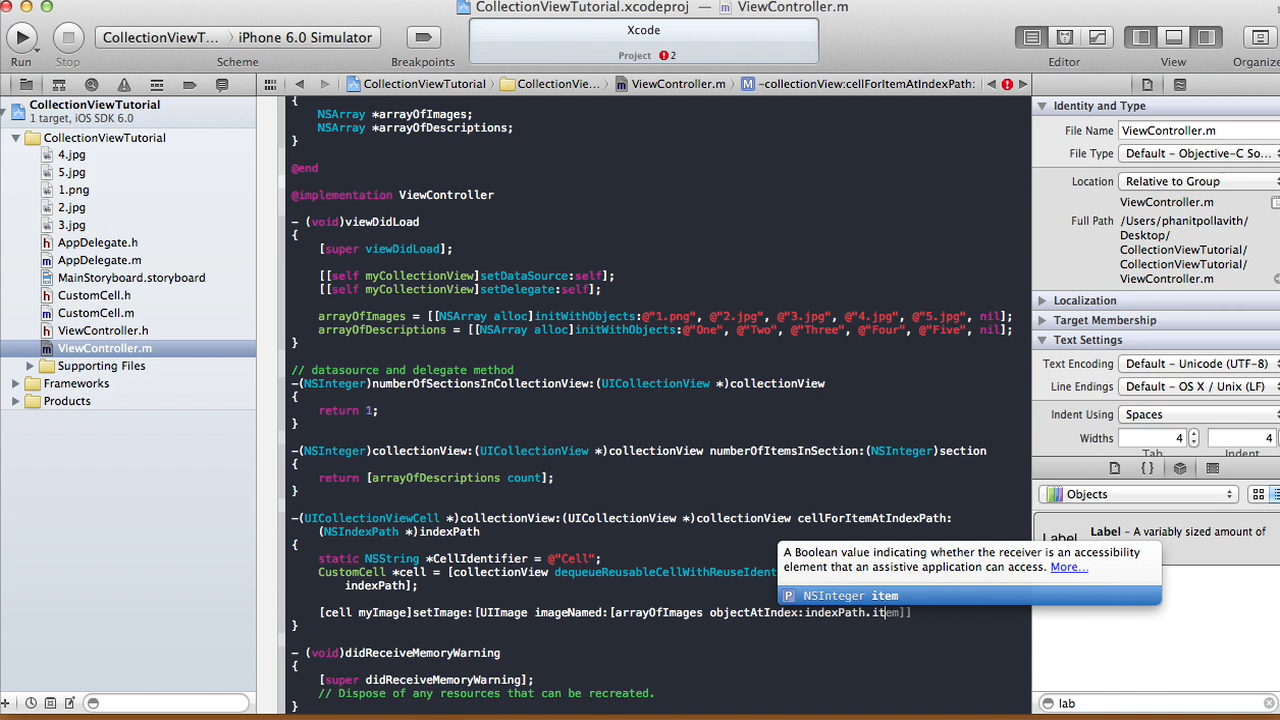 CollectionViewTutorial.xcodeproj — ViewController.m
Run
Stop
CollectionViewT... iPhone 6.0 Simulator
Scheme
Breakpoints
Xcode
Project 2
Editor
View
Organize
CollectionViewTutorial CollectionVie... ViewController.m -collectionView:cellForItemAtIndexPath:
CollectionViewTutorial
1 target, iOS SDK 6.0
CollectionViewTutorial
4.jpg
5.jpg
1.png
2.jpg
3.jpg
AppDelegate.h
AppDelegate.m
MainStoryboard.storyboard
CustomCell.h
CustomCell.m
ViewController.h
ViewController.m
Supporting Files
Frameworks
Products
{
NSArray *arrayOfImages;
NSArray *arrayOfDescriptions;
}
@end
@implementation ViewController
- (void)viewDidLoad
{
[super viewDidLoad];
[[self myCollectionView]setDataSource:self];
[[self myCollectionView]setDelegate:self];
arrayOfImages = [[NSArray alloc]initWithObjects:@"1.png", @"2.jpg", @"3.jpg", @"4.jpg", @"5.jpg", nil];
arrayOfDescriptions = [[NSArray alloc]initWithObjects:@"One", @"Two", @"Three", @"Four", @"Five", nil];
}
// datasource and delegate method
-(NSInteger)numberOfSectionsInCollectionView:(UICollectionView *)collectionView
{
return 1;
}
-(NSInteger)collectionView:(UICollectionView *)collectionView numberOfItemsInSection:(NSInteger)section
{
return [arrayOfDescriptions count];
}
-(UICollectionViewCell *)collectionView:(UICollectionView *)collectionView cellForItemAtIndexPath:
(NSIndexPath *)indexPath
{
static NSString *CellIdentifier = @"Cell";
CustomCell *cell = [collectionView dequeueReusableCellWithReuseIdent
indexPath];
[cell myImage]setImage:[UIImage imageNamed:[arrayOfImages objectAtIndex:indexPath.item]]
}
- (void)didReceiveMemoryWarning
{
[super didReceiveMemoryWarning];
// Dispose of any resources that can be recreated.
}
A Boolean value indicating whether the receiver is an accessibility
element that an assistive application can access. More...
P NSInteger item
Identity and Type
File Name ViewController.m
File Type Default - Objective-C So...
Location Relative to Group
ViewController.m
Full Path /Users/phanitpollavith/
Desktop/
CollectionViewTutorial/
CollectionViewTutorial/
ViewController.m
Localization
Target Membership
Text Settings
Text Encoding Default - Unicode (UTF-8)
Line Endings Default - OS X / Unix (LF)
Indent Using Spaces
Widths 4 4
Tab Indent
Objects
Label Label - A variably sized amount of
lab